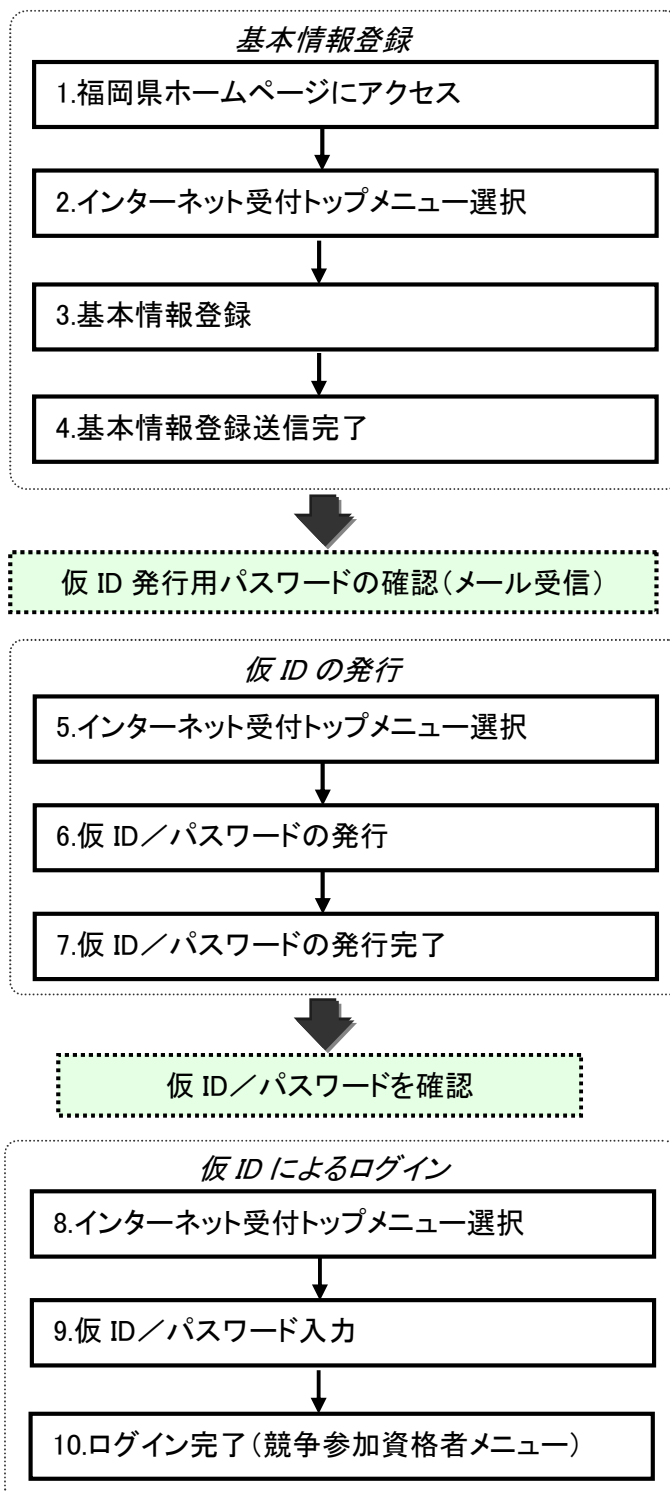 基本情報登録
1.福岡県ホームページにアクセス
2.インターネット受付トップメニュー選択
3.基本情報登録
4.基本情報登録送信完了
仮 ID 発行用パスワードの確認（メール受信）
仮 ID の発行
5.インターネット受付トップメニュー選択
6.仮 ID／パスワードの発行
7.仮 ID／パスワードの発行完了
仮 ID／パスワードを確認
仮 ID によるログイン
8.インターネット受付トップメニュー選択
9.仮 ID／パスワード入力
10.ログイン完了（競争参加資格者メニュー）